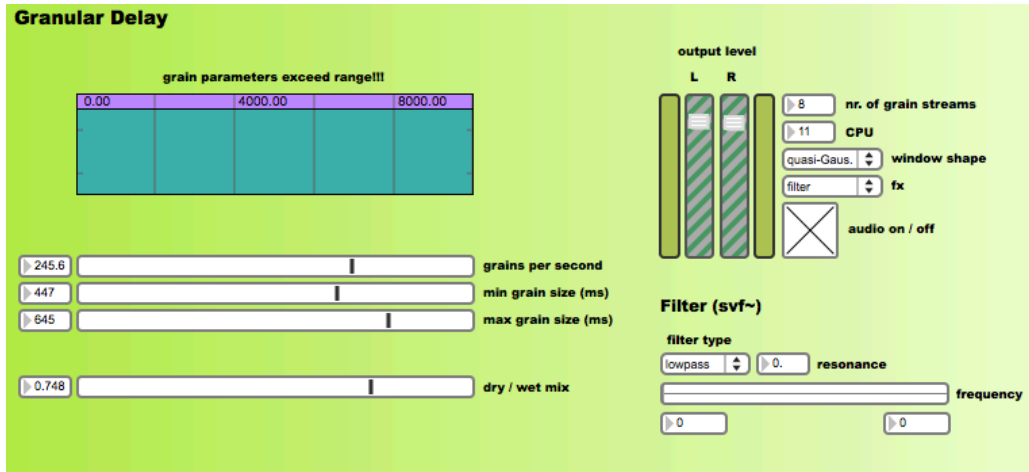 Granular Delay
output level
grain parameters exceed range!!!
L R
0.00 4000.00 8000.00
8 nr. of grain streams
11 CPU
quasi-Gaus. window shape
filter fx
audio on / off
245.6 grains per second
447 min grain size (ms)
645 max grain size (ms)
Filter (svf~)
filter type
lowpass 0. resonance
0.748 dry / wet mix
frequency
0 0